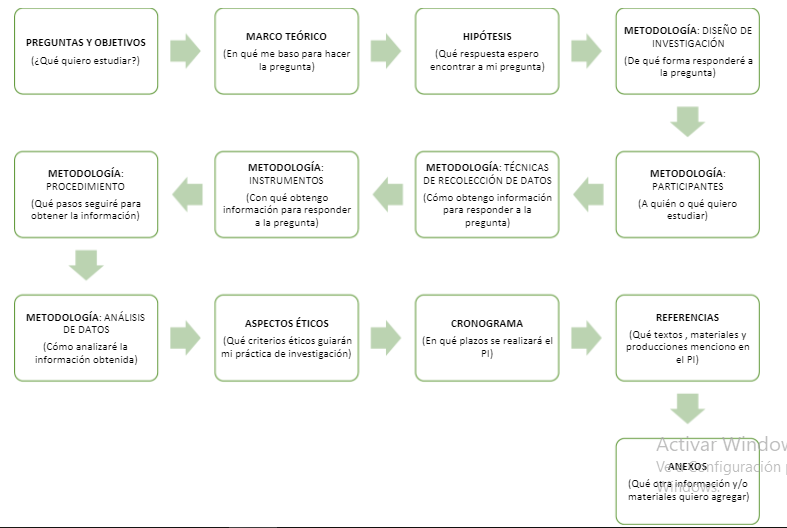 PREGUNTAS Y OBJETIVOS
(¿Qué quiero estudiar?)
MARCO TEÓRICO
(En qué me baso para hacer
la pregunta)
HIPÓTESIS
(Qué respuesta espero
encontrar a mi pregunta)
METODOLOGÍA: DISEÑO DE
INVESTIGACIÓN
(De qué forma responderé a
la pregunta)
METODOLOGÍA:
PARTICIPANTES
(A quién o qué quiero
estudiar)
METODOLOGÍA: TÉCNICAS
DE RECOLECCIÓN DE DATOS
(Cómo obtengo información
para responder a la
pregunta)
METODOLOGÍA:
INSTRUMENTOS
(Con qué obtengo
información para responder
a la pregunta)
METODOLOGÍA:
PROCEDIMIENTO
(Qué pasos seguiré para
obtener la información)
METODOLOGÍA: ANÁLISIS
DE DATOS
(Cómo analizaré la
información obtenida)
ASPECTOS ÉTICOS
(Qué criterios éticos guiarán
mi práctica de investigación)
CRONOGRAMA
(En qué plazos se realizará el
PI)
REFERENCIAS
(Qué textos , materiales y
producciones menciono en
el PI)
ANEXOS
(Qué otra información y/o
materiales quiero agregar)
Activar Window
Ve a Configuración p
Windows.